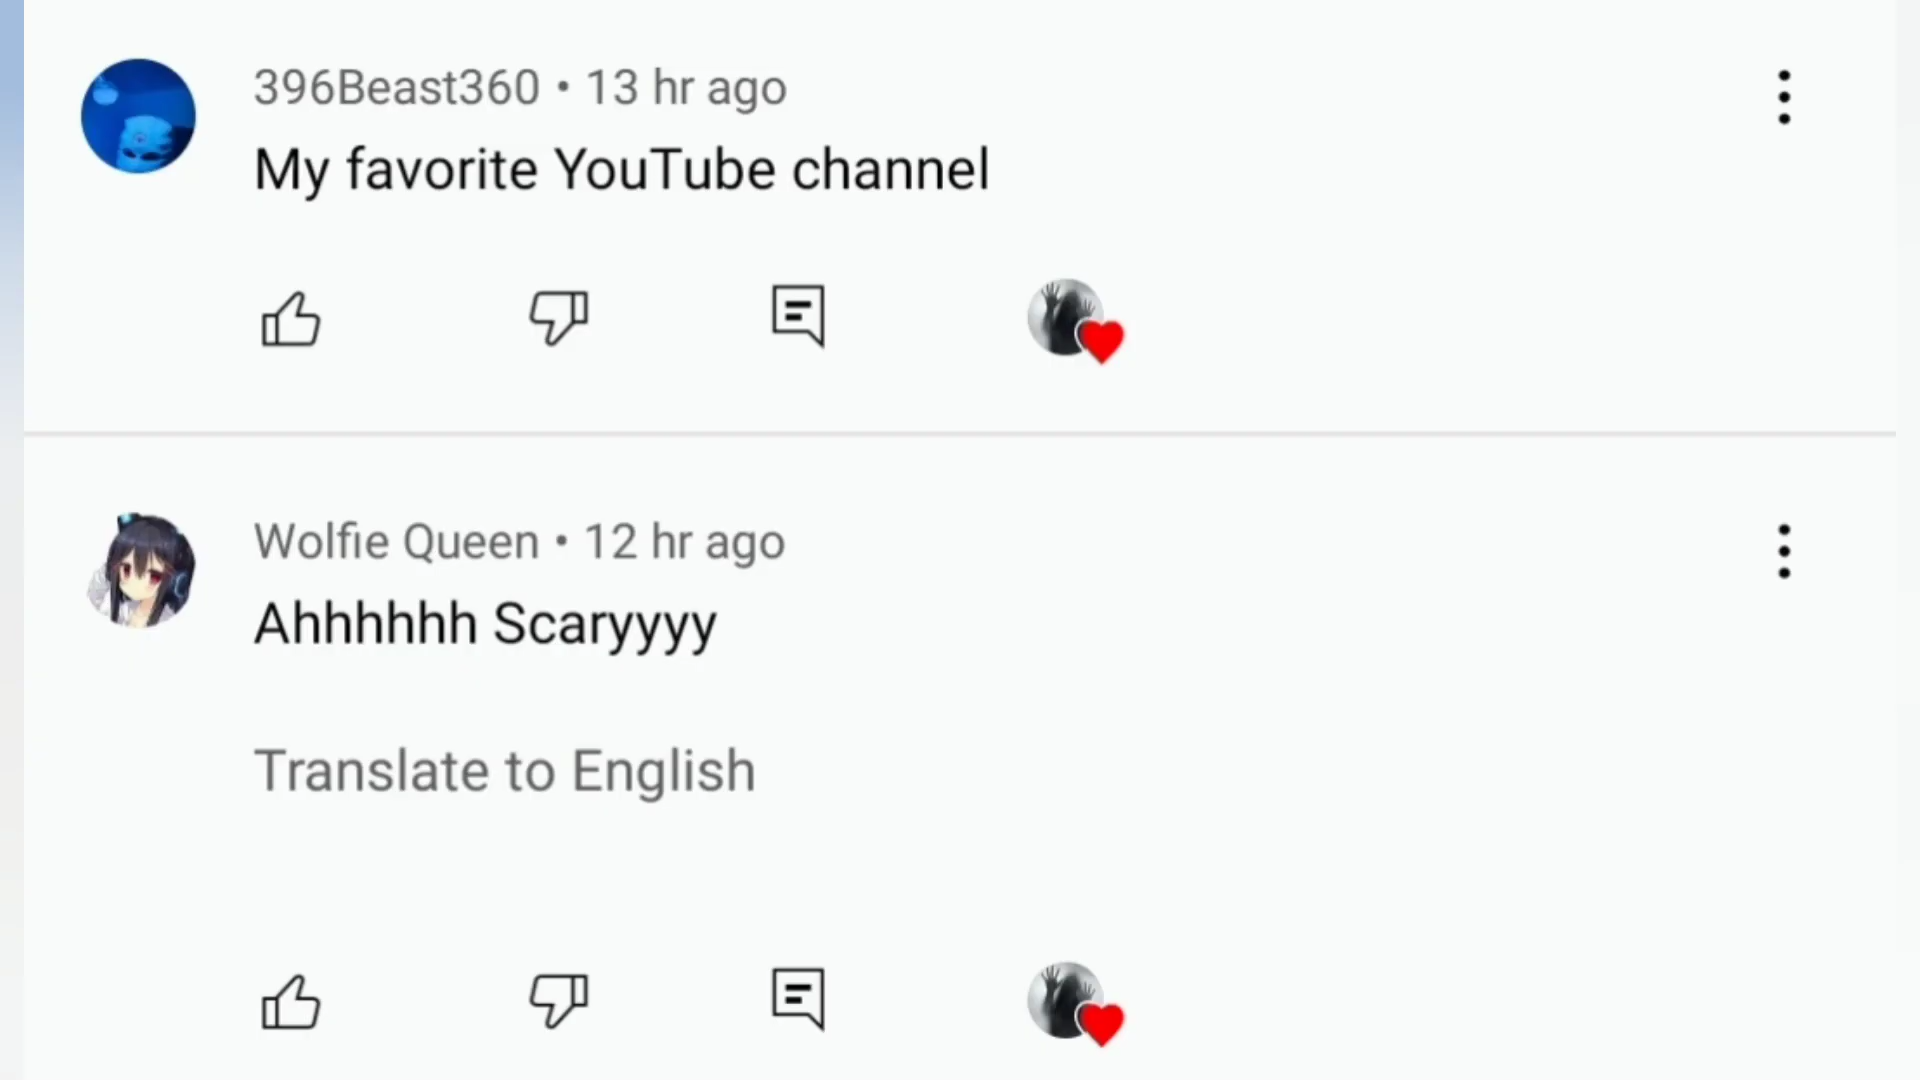 396Beast360 • 13 hr ago
My favorite YouTube channel
Wolfie Queen • 12 hr ago
Ahhhhhh Scaryyyy
Translate to English